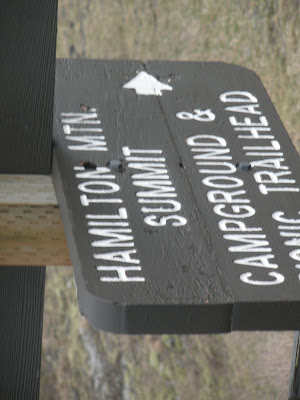 HAMILTON MTN.
SUMMIT
CAMPGROUND &
TRAILHEAD